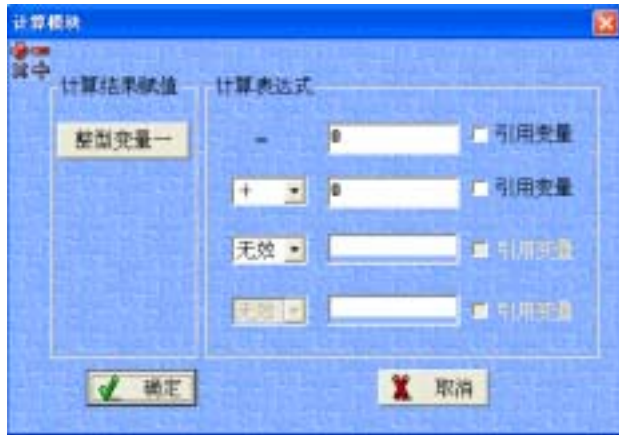 计算模块
计算结果赋值
计算表达式
整型变量一
= 0 引用变量
+ 0 引用变量
无效 引用变量
无效 引用变量
确定
取消